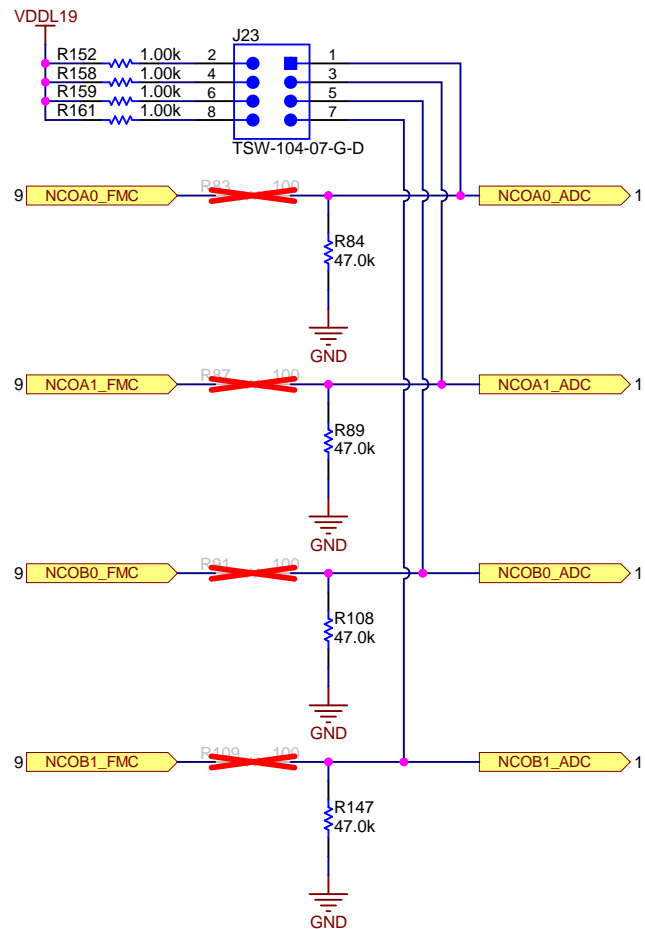 VDDL19
J23
R152 1.00k 2 1
R158 1.00k 4 3
R159 1.00k 6 5
R161 1.00k 8 7
TSW-104-07-G-D
R83 100
9 NCOA0_FMC NCOA0_ADC 1
R84
47.0k
GND
R87 100
9 NCOA1_FMC NCOA1_ADC 1
R89
47.0k
GND
R91 100
9 NCOB0_FMC NCOB0_ADC 1
R108
47.0k
GND
R109 100
9 NCOB1_FMC NCOB1_ADC 1
R147
47.0k
GND